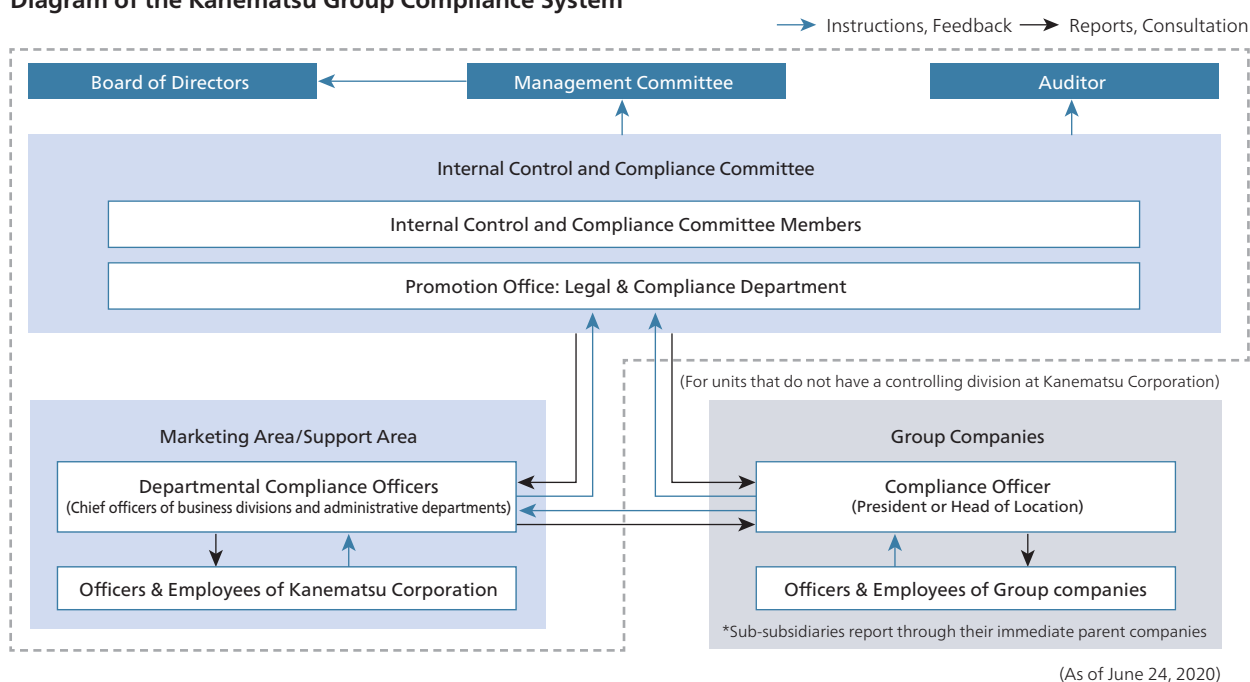 Diagram of the Kanematsu Group Compliance System
Instructions, Feedback
Reports, Consultation
Board of Directors
Management Committee
Auditor
Internal Control and Compliance Committee
Internal Control and Compliance Committee Members
Promotion Office: Legal & Compliance Department
(For units that do not have a controlling division at Kanematsu Corporation)
Marketing Area/Support Area
Departmental Compliance Officers
(Chief officers of business divisions and administrative departments)
Officers & Employees of Kanematsu Corporation
Group Companies
Compliance Officer
(President or Head of Location)
Officers & Employees of Group companies
*Sub-subsidiaries report through their immediate parent companies
(As of June 24, 2020)